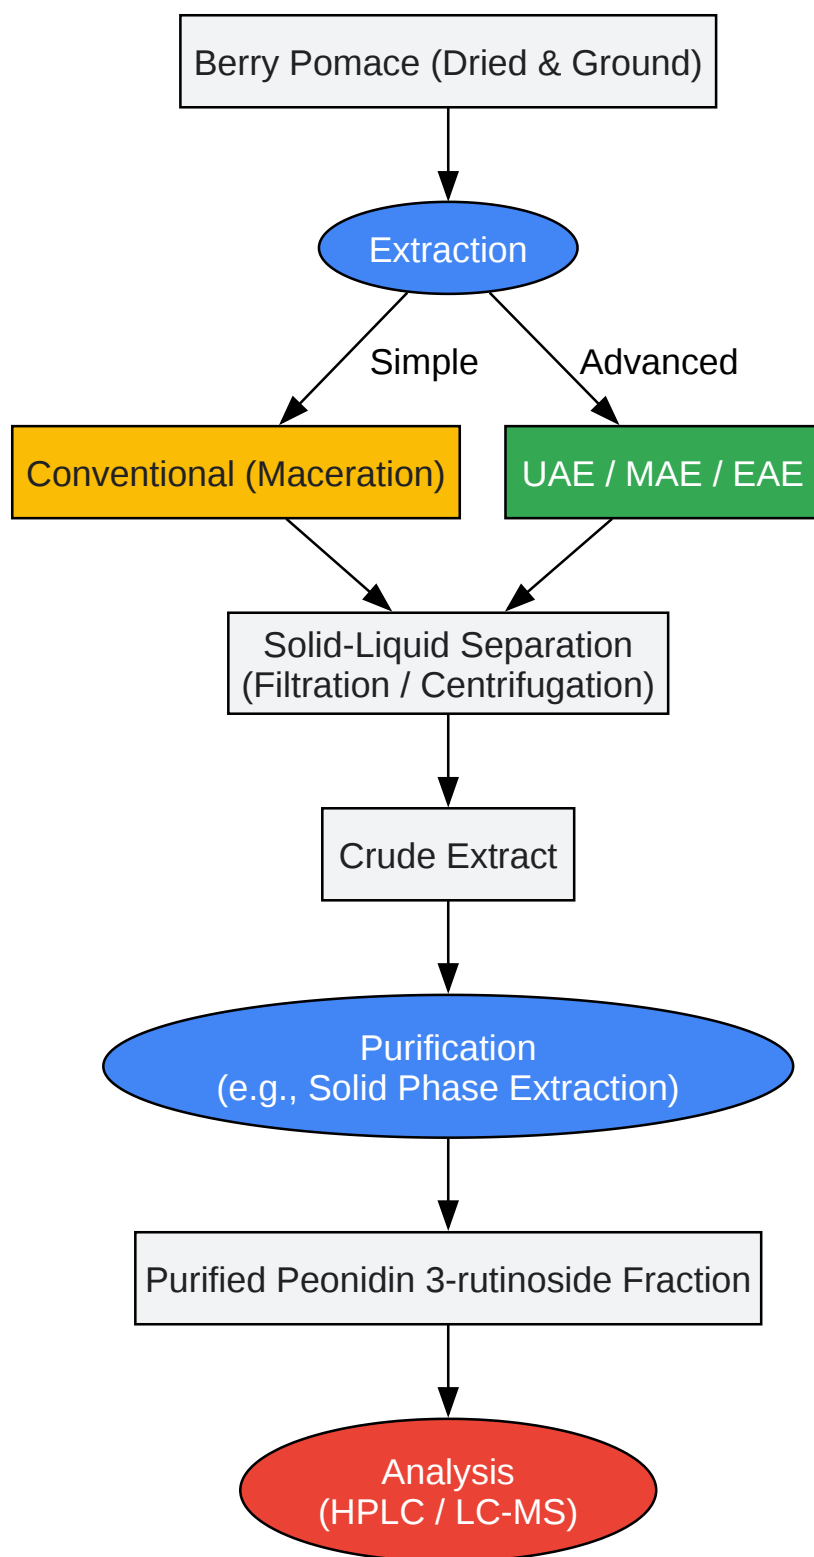 Berry Pomace (Dried & Ground)
Extraction
Simple
Advanced
Conventional (Maceration)
UAE / MAE / EAE
Solid-Liquid Separation
(Filtration / Centrifugation)
Crude Extract
Purification
(e.g., Solid Phase Extraction)
Purified Peonidin 3-rutinoside Fraction
Analysis
(HPLC / LC-MS)